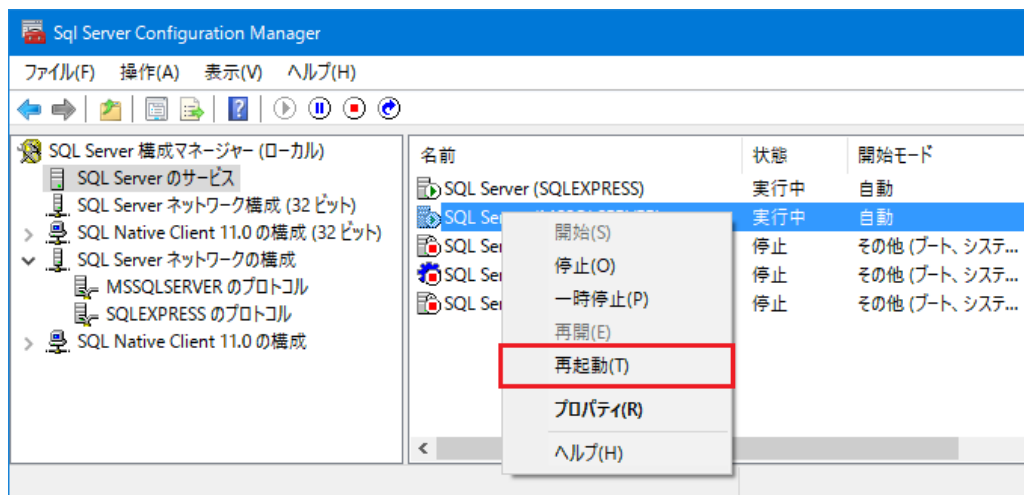 Sql Server Configuration Manager
ファイル(F) 操作(A) 表示(V) ヘルプ(H)
SQL Server 構成マネージャー (ローカル)
SQL Server のサービス
SQL Server ネットワーク構成 (32 ビット)
SQL Native Client 11.0 の構成 (32 ビット)
SQL Server ネットワークの構成
MSSQLSERVER のプロトコル
SQLEXPRESS のプロトコル
SQL Native Client 11.0 の構成
名前 状態 開始モード
SQL Server (SQLEXPRESS) 実行中 自動
SQL Ser 実行中 自動
SQL Ser 停止 その他 (ブート、システ...
SQL Ser 停止 その他 (ブート、システ...
SQL Ser 停止 その他 (ブート、システ...
開始(S)
停止(O)
一時停止(P)
再開(E)
再起動(T)
プロパティ(R)
ヘルプ(H)